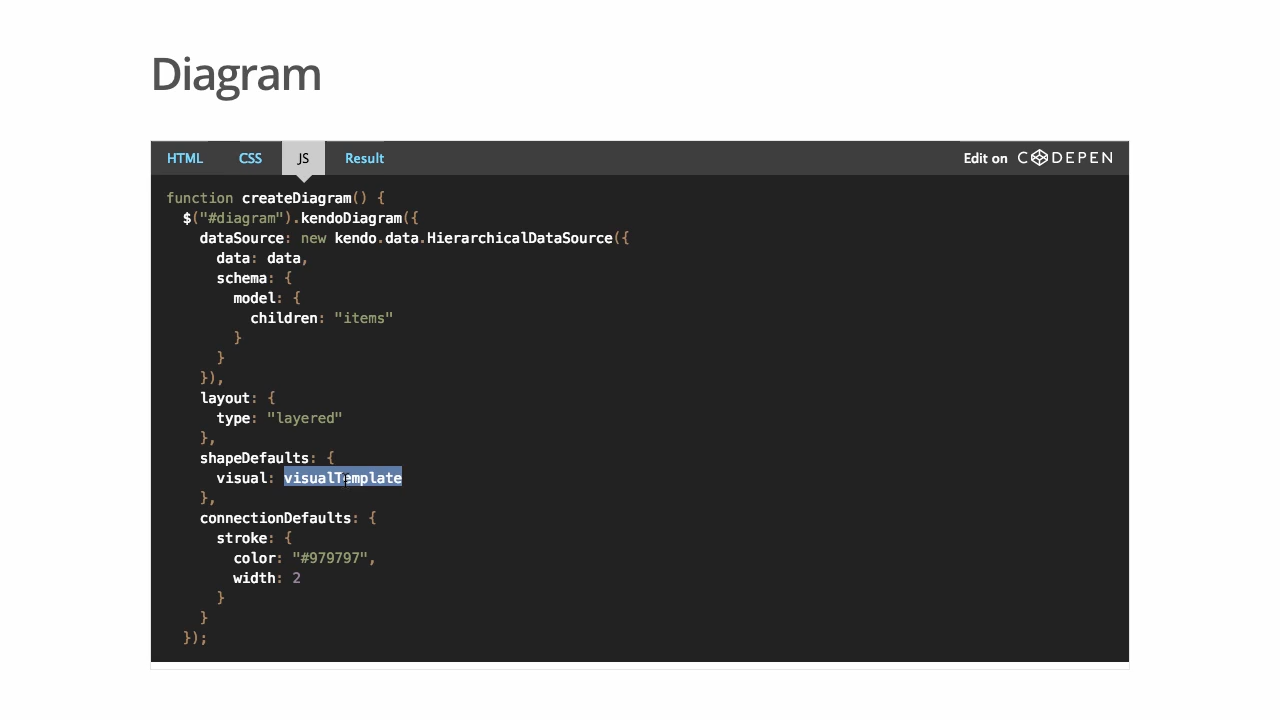 Diagram
HTML CSS JS Result Edit on CODEPEN
function createDiagram() {
  $("#diagram").kendoDiagram({
    dataSource: new kendo.data.HierarchicalDataSource({
      data: data,
      schema: {
        model: {
          children: "items"
        }
      }
    }),
    layout: {
      type: "layered"
    },
    shapeDefaults: {
      visual: visualTemplate
    },
    connectionDefaults: {
      stroke: {
        color: "#979797",
        width: 2
      }
    }
  });